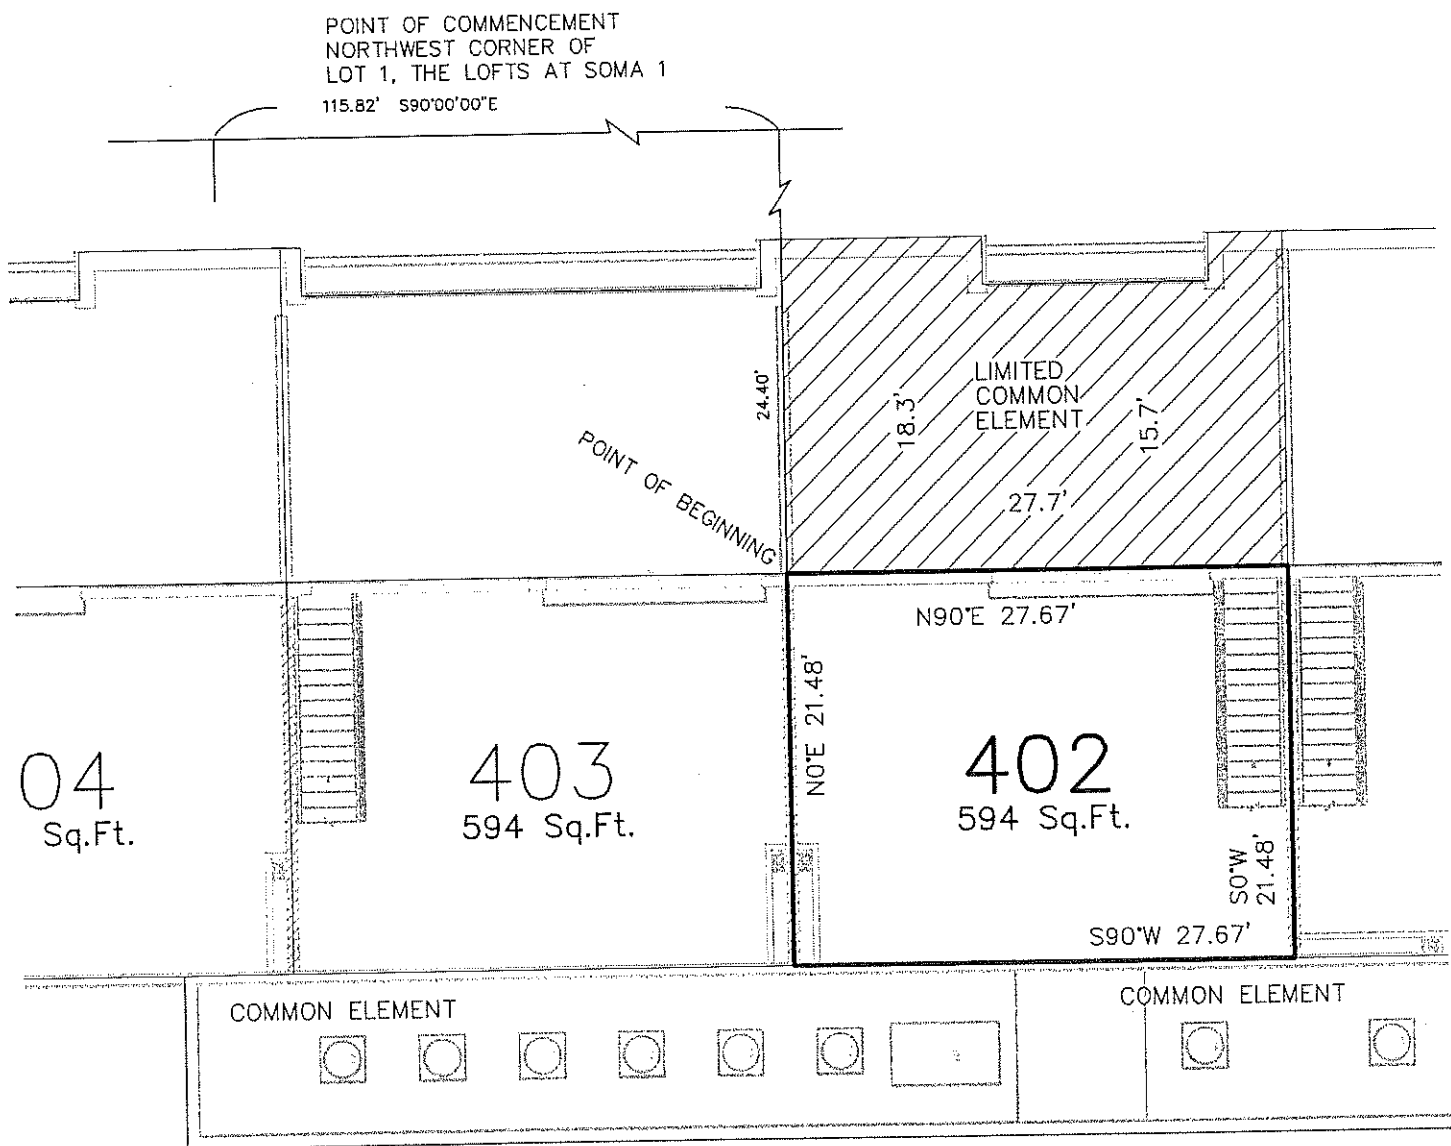 POINT OF COMMENCEMENT
NORTHWEST CORNER OF
LOT 1, THE LOFTS AT SOMA 1
115.82' S90°00'00"E
24.40'
LIMITED
COMMON
ELEMENT
18.3'
15.7'
27.7'
POINT OF BEGINNING
N90°E 27.67'
N0°E 21.48'
04
Sq.Ft.
403
594 Sq.Ft.
402
594 Sq.Ft.
S0°W
21.48'
S90°W 27.67'
COMMON ELEMENT
COMMON ELEMENT